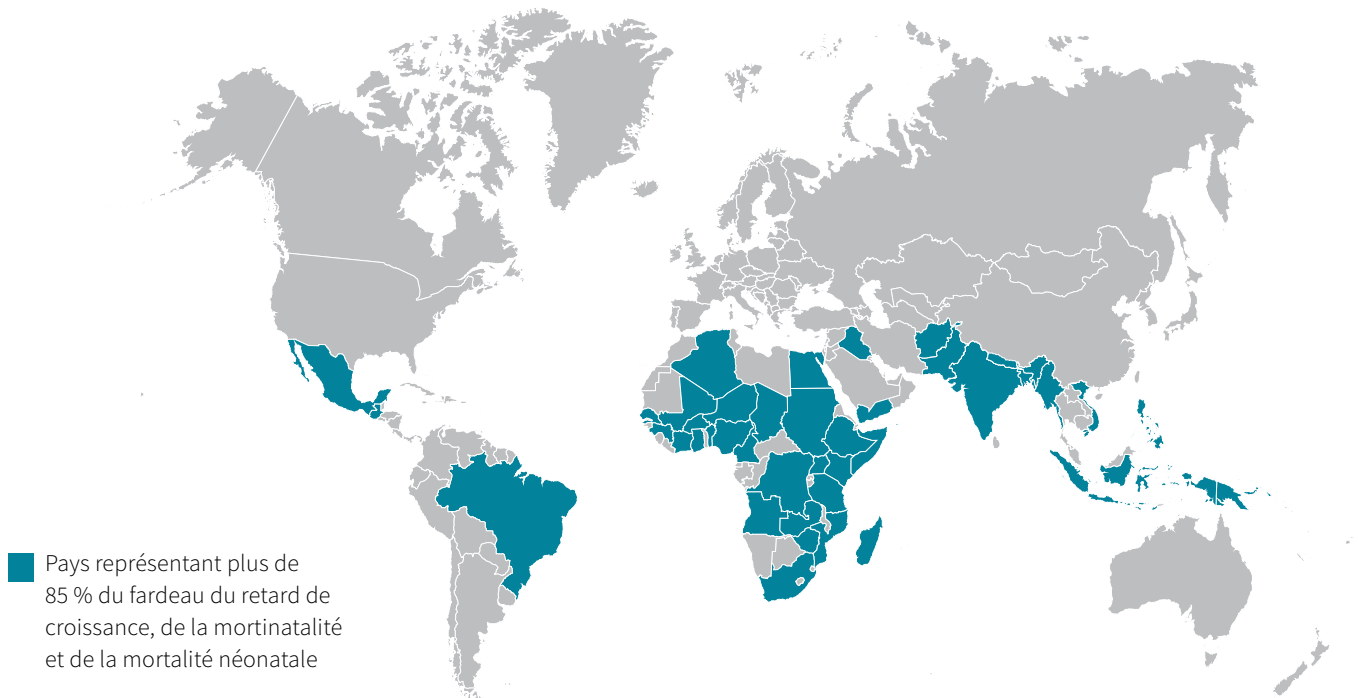 Pays représentant plus de
85 % du fardeau du retard de
croissance, de la mortinatalité
et de la mortalité néonatale